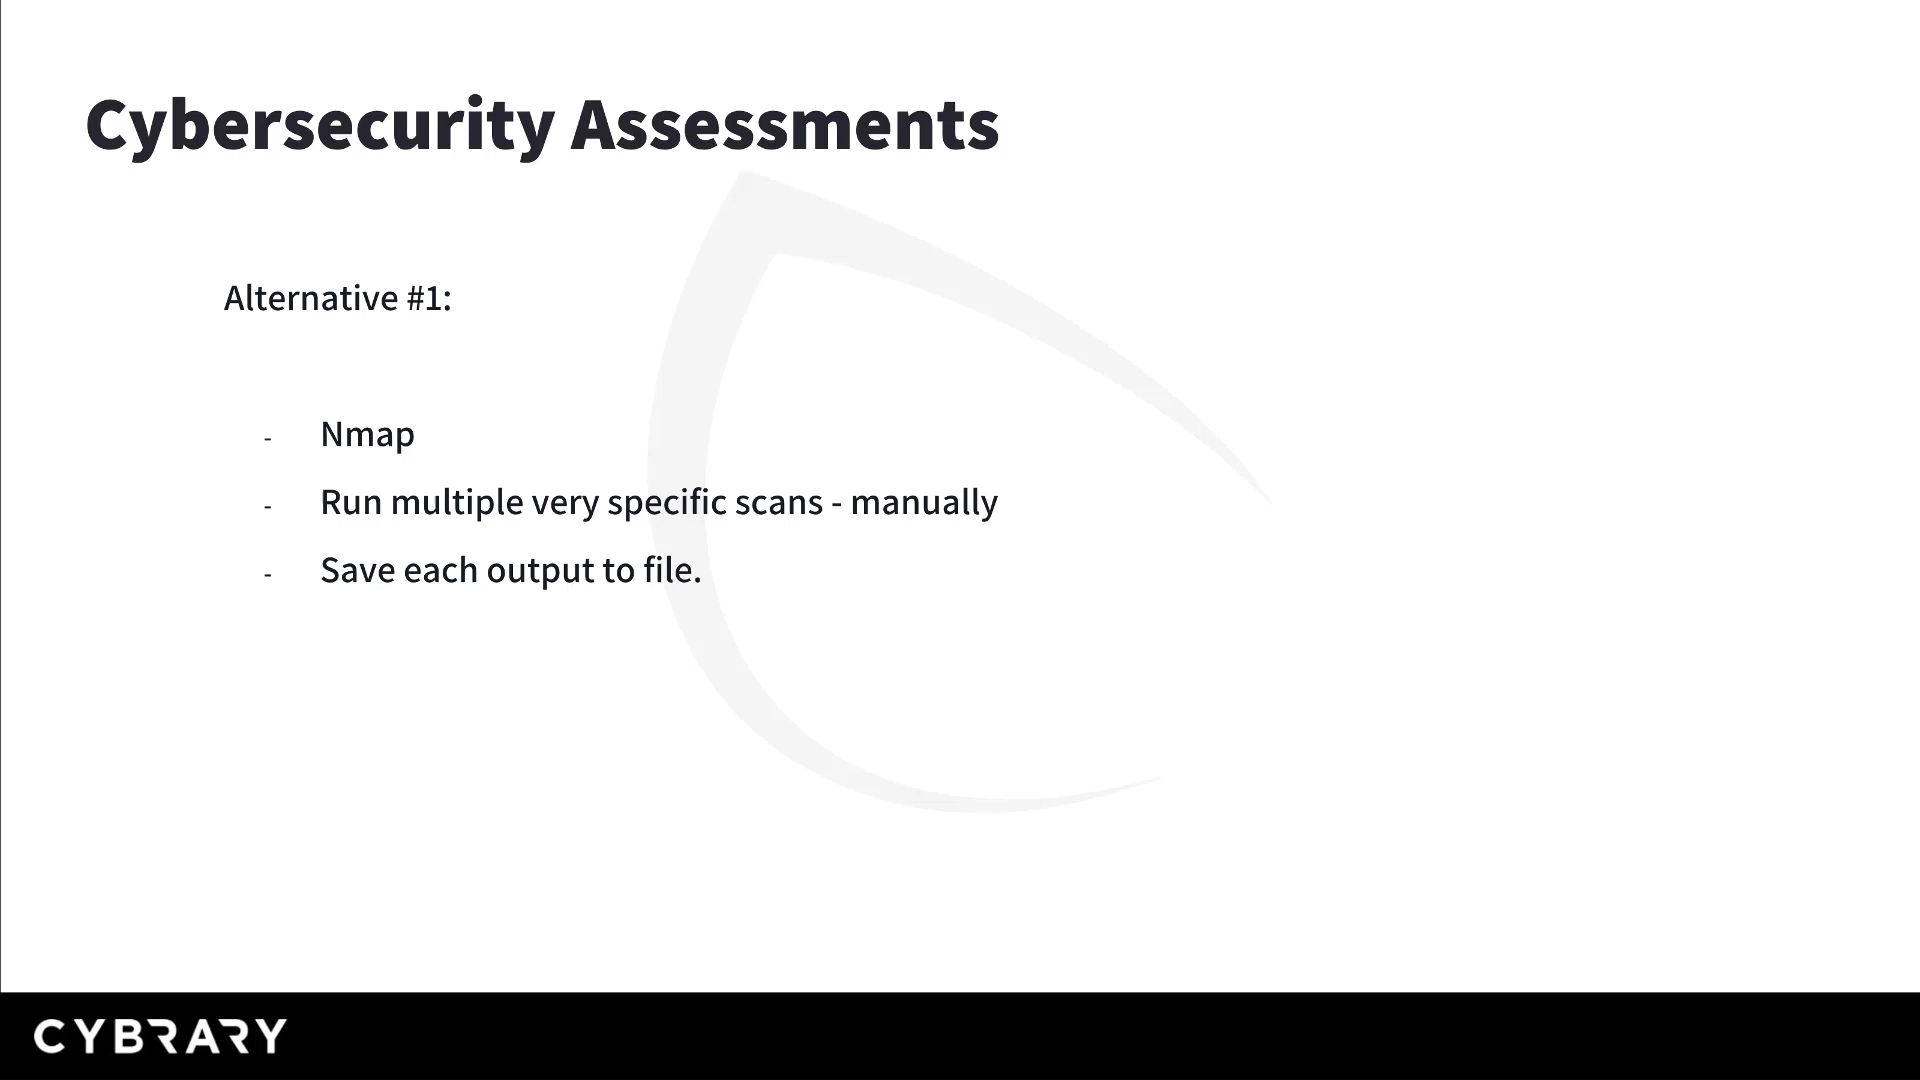 Cybersecurity Assessments
Alternative #1:
- Nmap
- Run multiple very specific scans - manually
- Save each output to file.
CYBRARY